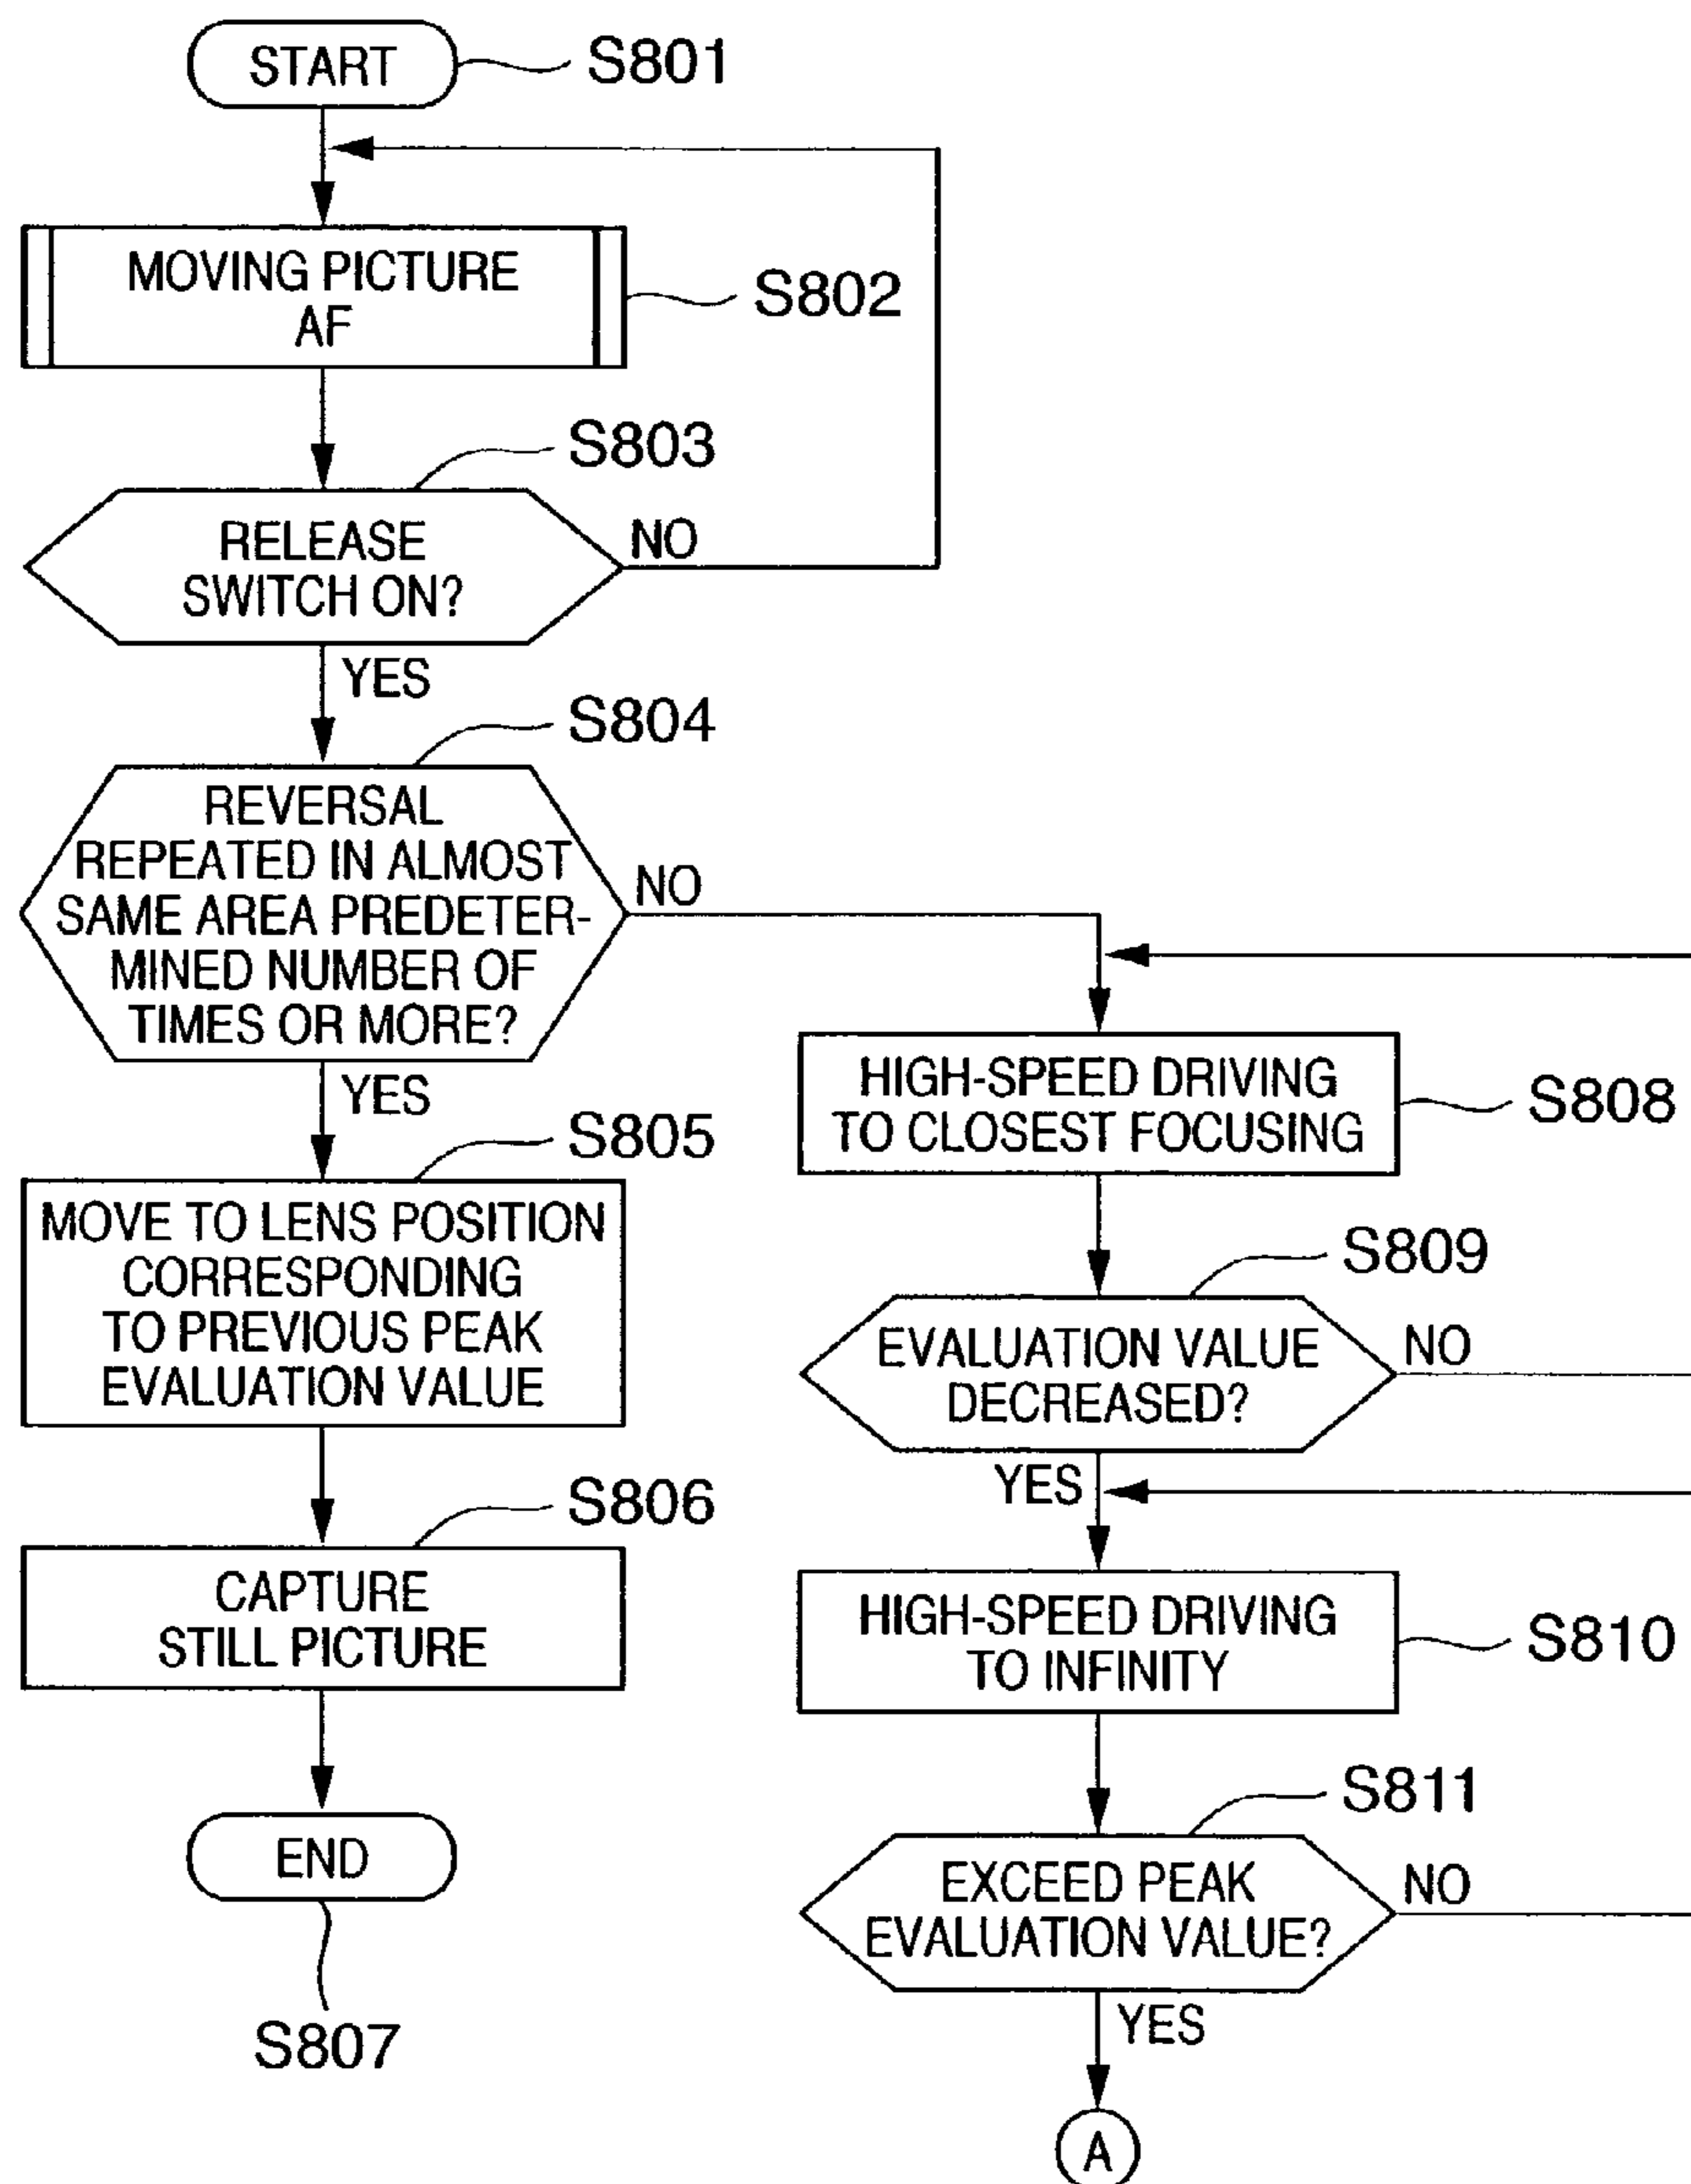 START
S801
MOVING PICTURE
AF
S802
S803
RELEASE
SWITCH ON?
NO
YES
S804
REVERSAL
REPEATED IN ALMOST
SAME AREA PREDETER-
MINED NUMBER OF
TIMES OR MORE?
NO
YES
S805
MOVE TO LENS POSITION
CORRESPONDING
TO PREVIOUS PEAK
EVALUATION VALUE
S806
CAPTURE
STILL PICTURE
END
S807
HIGH-SPEED DRIVING
TO CLOSEST FOCUSING
S808
S809
EVALUATION VALUE
DECREASED?
NO
YES
HIGH-SPEED DRIVING
TO INFINITY
S810
S811
EXCEED PEAK
EVALUATION VALUE?
NO
YES
A